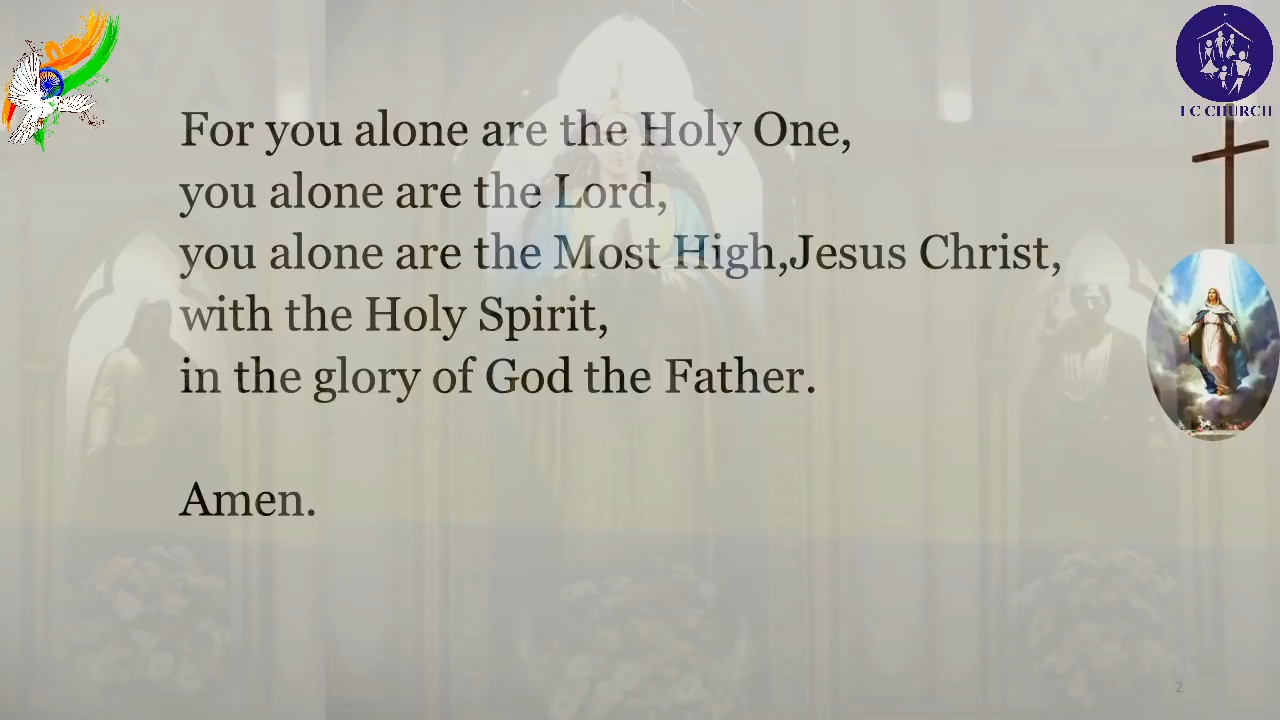 I C CHURCH
For you alone are the Holy One,
you alone are the Lord,
you alone are the Most High,Jesus Christ,
with the Holy Spirit,
in the glory of God the Father.
Amen.
2